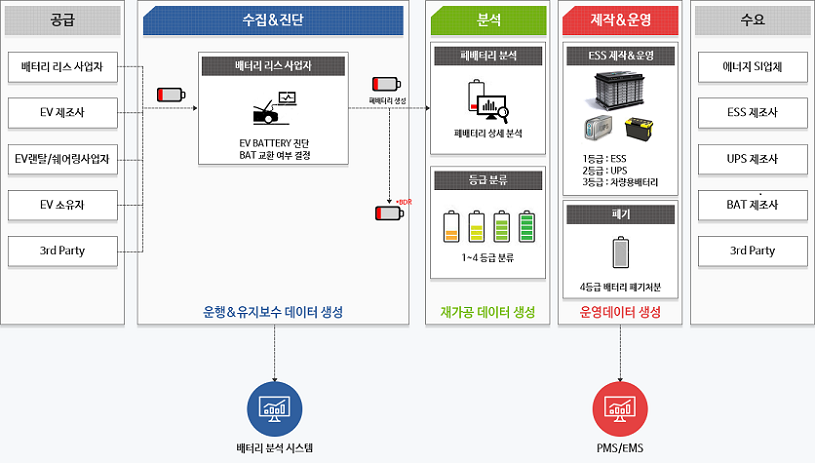 공급
배터리 리스 사업자
EV 제조사
EV랜탈/쉐어링사업자
EV 소유자
3rd Party
수집&진단
배터리 리스 사업자
EV BATTERY 진단
BAT 교환 여부 결정
폐배터리 생성
*BDR
운행&유지보수 데이터 생성
배터리 분석 시스템
분석
폐배터리 분석
폐배터리 상세 분석
등급 분류
1~4 등급 분류
재가공 데이터 생성
제작&운영
ESS 제작&운영
UPS
1등급 : ESS
2등급 : UPS
3등급 : 차량용배터리
폐기
4등급 배터리 폐기처분
운영데이터 생성
PMS/EMS
수요
에너지 SI업체
ESS 제조사
UPS 제조사
BAT 제조사
3rd Party